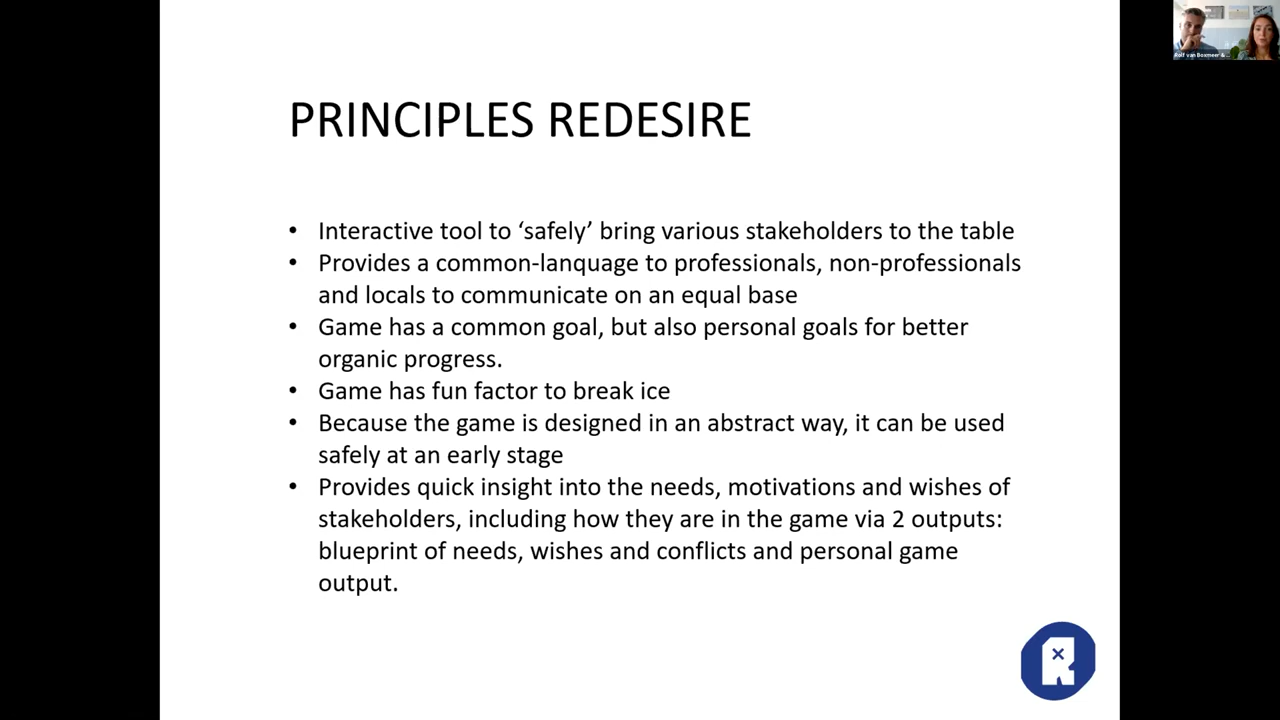 Rolf van Boxmeer & ...
PRINCIPLES REDESIRE
• Interactive tool to ‘safely’ bring various stakeholders to the table
• Provides a common-lanquage to professionals, non-professionals
and locals to communicate on an equal base
• Game has a common goal, but also personal goals for better
organic progress.
• Game has fun factor to break ice
• Because the game is designed in an abstract way, it can be used
safely at an early stage
• Provides quick insight into the needs, motivations and wishes of
stakeholders, including how they are in the game via 2 outputs:
blueprint of needs, wishes and conflicts and personal game
output.
R